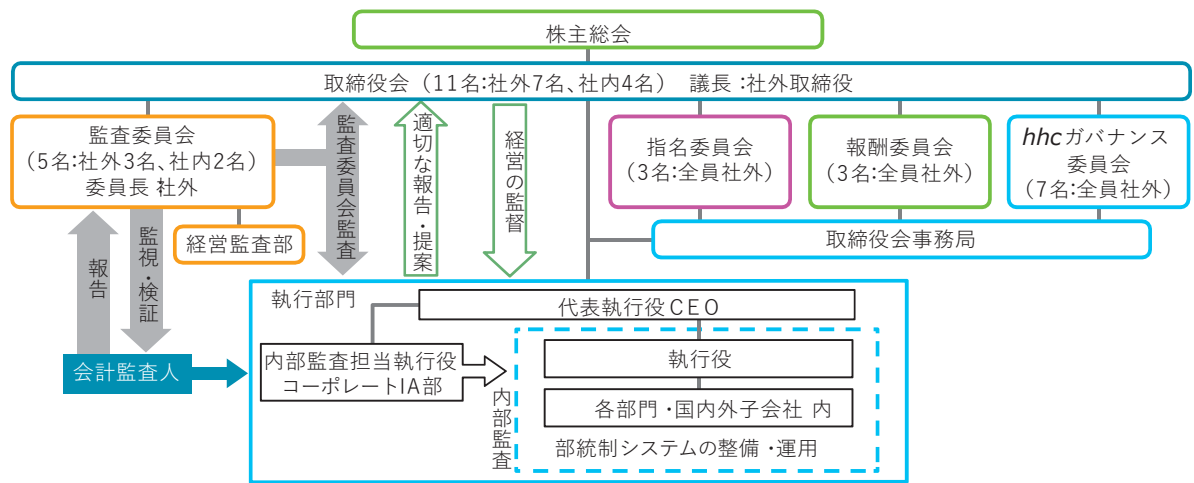 株主総会
取締役会（11名:社外7名、社内4名） 議長 :社外取締役
監査委員会
（5名:社外3名、社内2名）
委員長 :社外
監査委員会監査
適切な報告・提案
経営の監督
指名委員会
（3名:全員社外）
報酬委員会
（3名:全員社外）
hhcガバナンス
委員会
（7名:全員社外）
経営監査部
取締役会事務局
報告
監視・検証
執行部門
代表執行役CEO
会計監査人
内部監査担当執行役
コーポレートIA部
内部監査
執行役
各部門・国内外子会社 内
部統制システムの整備・運用